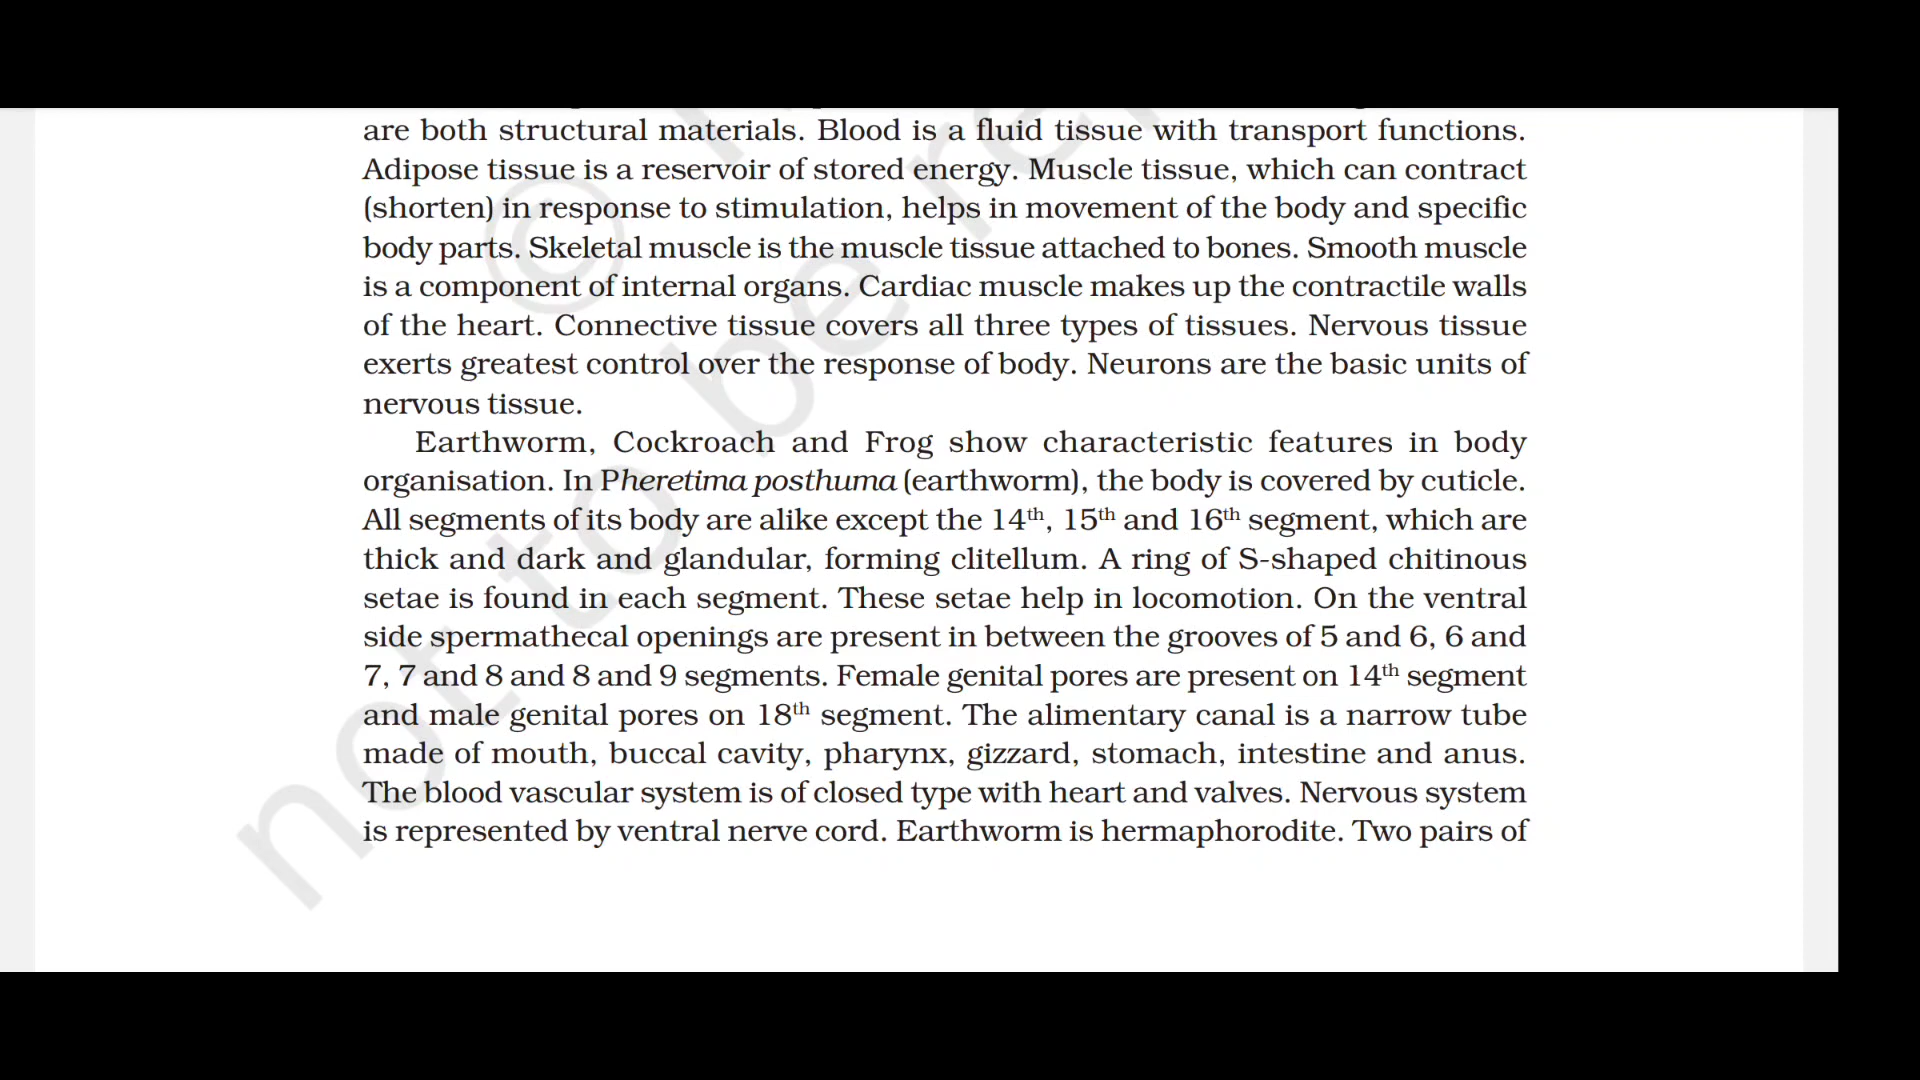 are both structural materials. Blood is a fluid tissue with transport functions.
Adipose tissue is a reservoir of stored energy. Muscle tissue, which can contract
(shorten) in response to stimulation, helps in movement of the body and specific
body parts. Skeletal muscle is the muscle tissue attached to bones. Smooth muscle
is a component of internal organs. Cardiac muscle makes up the contractile walls
of the heart. Connective tissue covers all three types of tissues. Nervous tissue
exerts greatest control over the response of body. Neurons are the basic units of
nervous tissue.
Earthworm, Cockroach and Frog show characteristic features in body
organisation. In Pheretima posthuma (earthworm), the body is covered by cuticle.
All segments of its body are alike except the 14th, 15th and 16th segment, which are
thick and dark and glandular, forming clitellum. A ring of S-shaped chitinous
setae is found in each segment. These setae help in locomotion. On the ventral
side spermathecal openings are present in between the grooves of 5 and 6, 6 and
7, 7 and 8 and 8 and 9 segments. Female genital pores are present on 14th segment
and male genital pores on 18th segment. The alimentary canal is a narrow tube
made of mouth, buccal cavity, pharynx, gizzard, stomach, intestine and anus.
The blood vascular system is of closed type with heart and valves. Nervous system
is represented by ventral nerve cord. Earthworm is hermaphorodite. Two pairs of
©
not to be